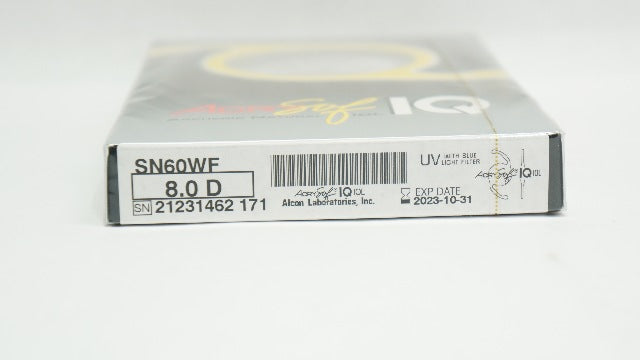 AcrySof IQ
SN60WF
8.0 D
SN 21231462 171
AcrySof IQ IOL
Alcon Laboratories, Inc.
UV WITH BLUE
LIGHT FILTER
EXP DATE
2023-10-31
AcrySof IQ IOL